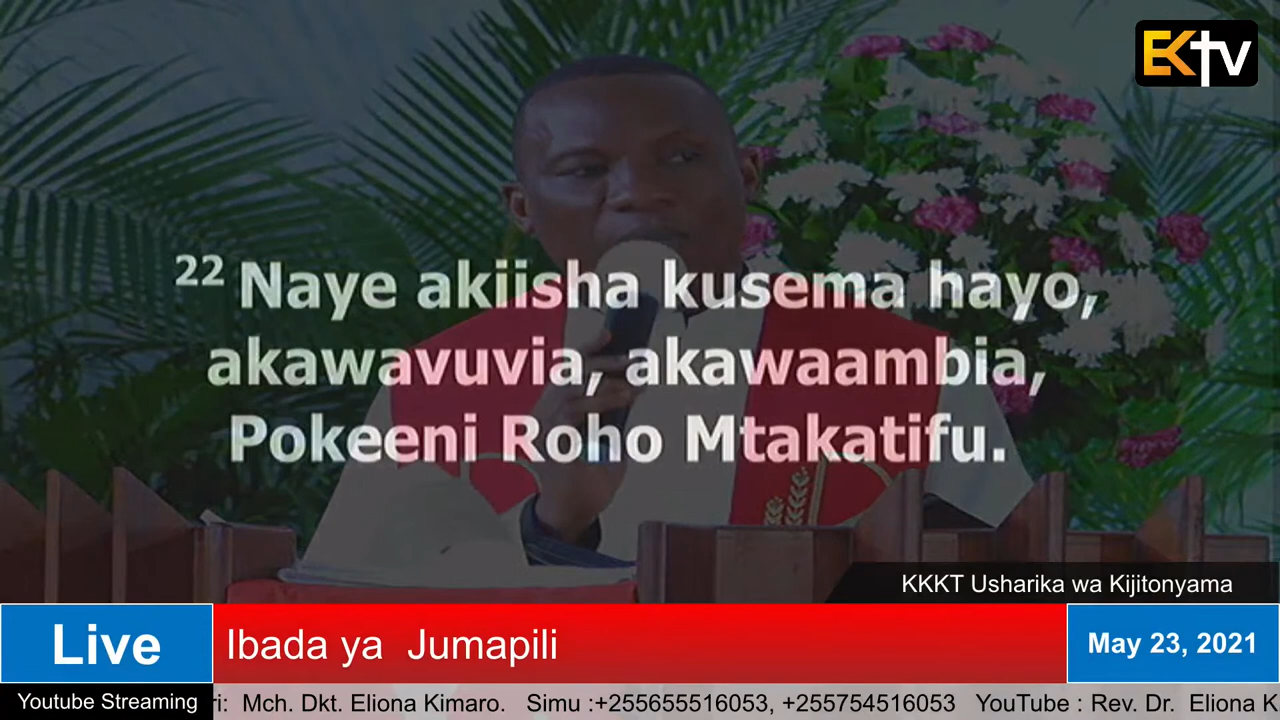 EKtv
22 Naye akiisha kusema hayo,
akawavuvia, akawaambia,
Pokeeni Roho Mtakatifu.
KKKT Usharika wa Kijitonyama
Live
Ibada ya Jumapili
May 23, 2021
Youtube Streaming
ri: Mch. Dkt. Eliona Kimaro. Simu :+255655516053, +255754516053 YouTube : Rev. Dr. Eliona K